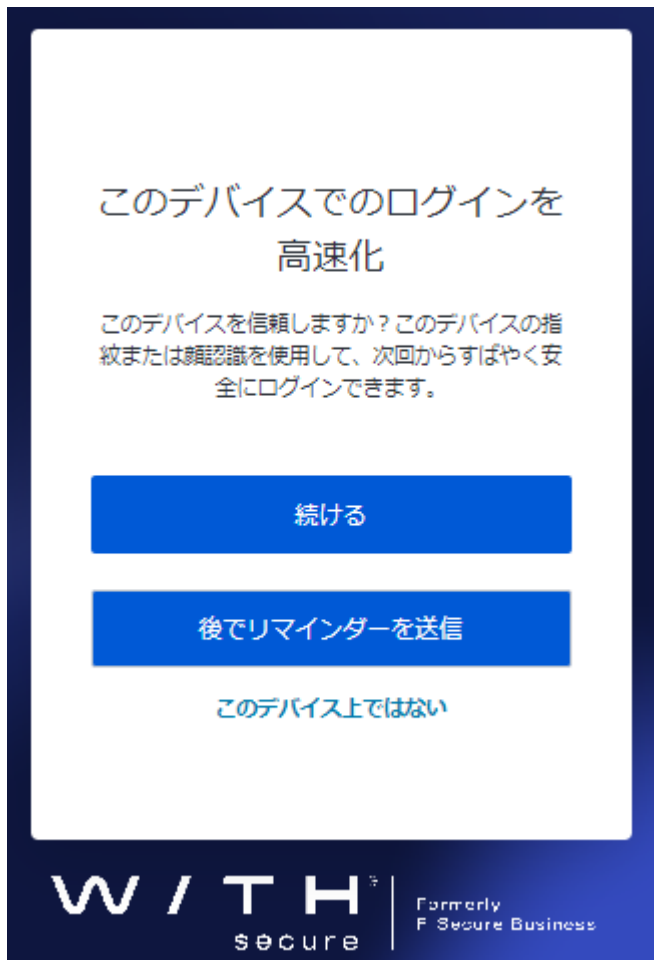 このデバイスでのログインを
高速化
このデバイスを信頼しますか？このデバイスの指
紋または顔認識を使用して、次回からすばやく安
全にログインできます。
続ける
後でリマインダーを送信
このデバイス上ではない
W / T H
secure
Formerly
F Secure Business